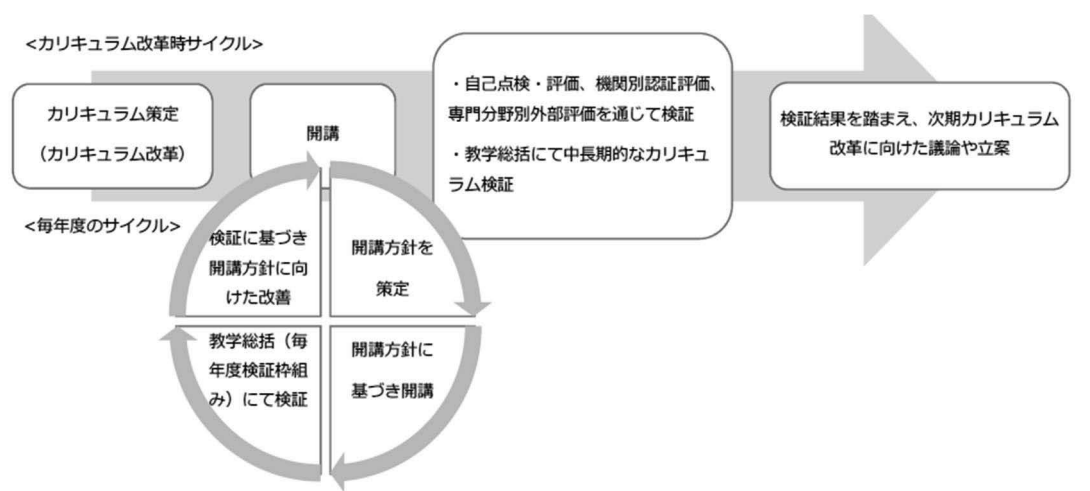 <カリキュラム改革時サイクル>
カリキュラム策定
（カリキュラム改革）
開講
・自己点検・評価、機関別認証評価、
専門分野別外部評価を通じて検証
・教学総括にて中長期的なカリキュ
ラム検証
検証結果を踏まえ、次期カリキュラム
改革に向けた議論や立案
<毎年度のサイクル>
検証に基づき
開講方針に向
けた改善
開講方針を
策定
教学総括（毎
年度検証枠組
み）にて検証
開講方針に
基づき開講